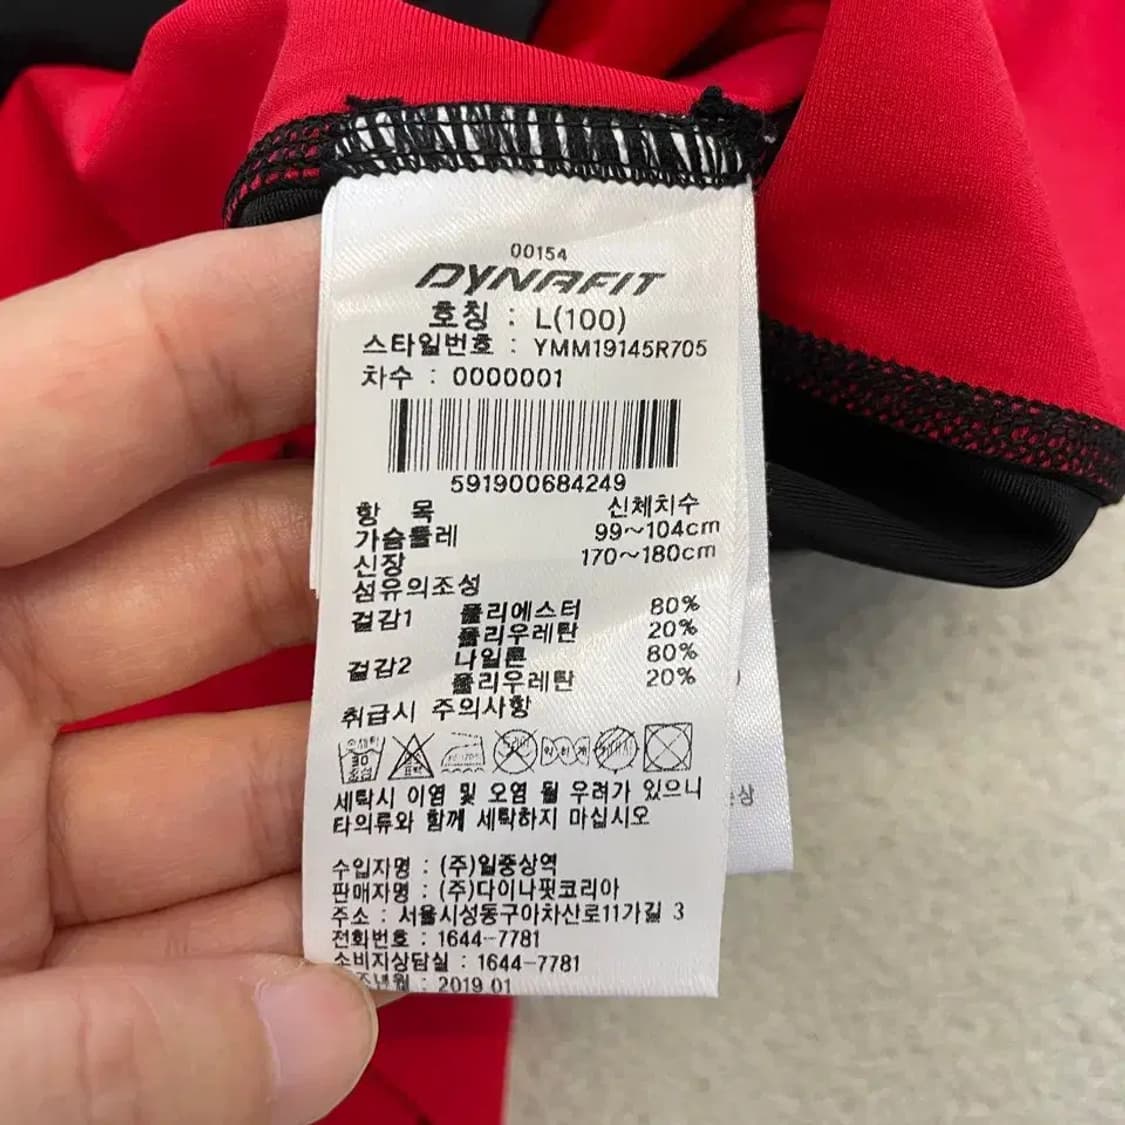 00154
DYNAFIT
호칭 : L(100)
스타일번호 : YMM19145R705
차수 : 0000001
591900684249
항 목 신체치수
가슴둘레 99~104cm
신장 170~180cm
섬유의조성
겉감1 폴리에스터 80%
폴리우레탄 20%
겉감2 나일론 80%
폴리우레탄 20%
취급시 주의사항
30
중성
세탁시 이염 및 오염 될 우려가 있으니
타의류와 함께 세탁하지 마십시오
수입자명 : (주)일중상역
판매자명 : (주)다이나핏코리아
주소 : 서울시성동구아차산로11가길 3
전화번호 : 1644-7781
소비자상담실 : 1644-7781
조년월 : 2019.01